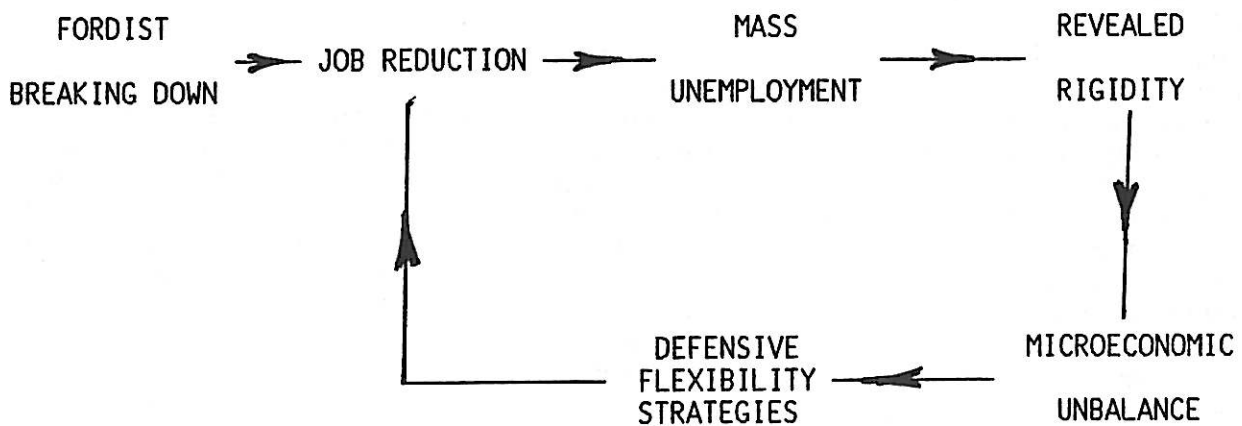 FORDIST
BREAKING DOWN
JOB REDUCTION
MASS
UNEMPLOYMENT
REVEALED
RIGIDITY
MICROECONOMIC
UNBALANCE
DEFENSIVE
FLEXIBILITY
STRATEGIES